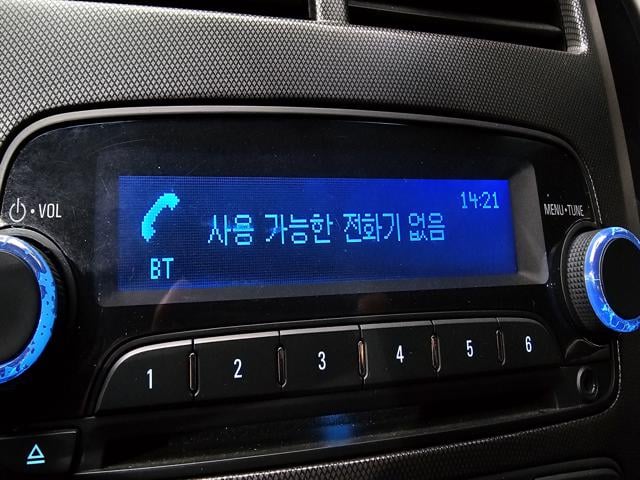 14:21
VOL
MENU•TUNE
사용 가능한 전화기 없음
BT
1 2 3 4 5 6